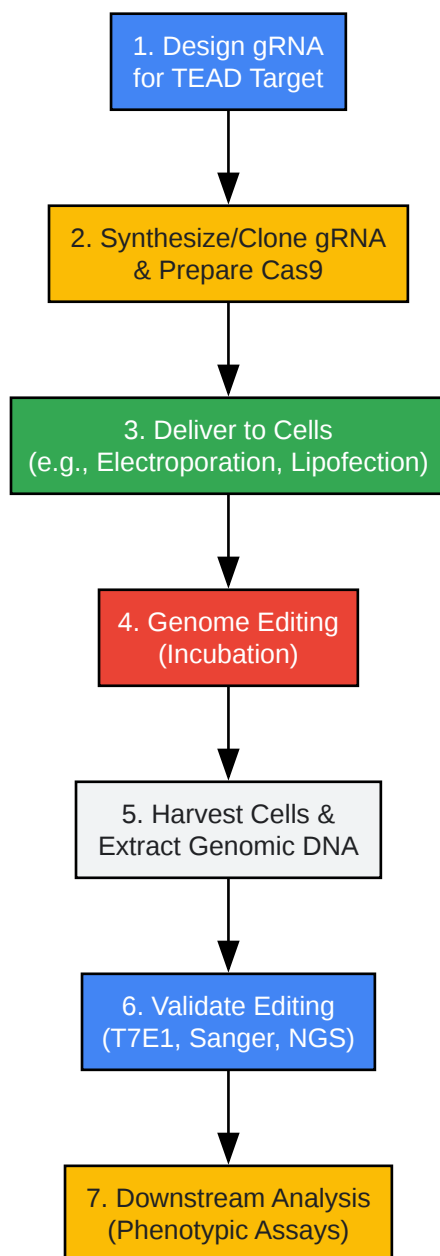 1. Design gRNA
for TEAD Target
2. Synthesize/Clone gRNA
& Prepare Cas9
3. Deliver to Cells
(e.g., Electroporation, Lipofection)
4. Genome Editing
(Incubation)
5. Harvest Cells &
Extract Genomic DNA
6. Validate Editing
(T7E1, Sanger, NGS)
7. Downstream Analysis
(Phenotypic Assays)